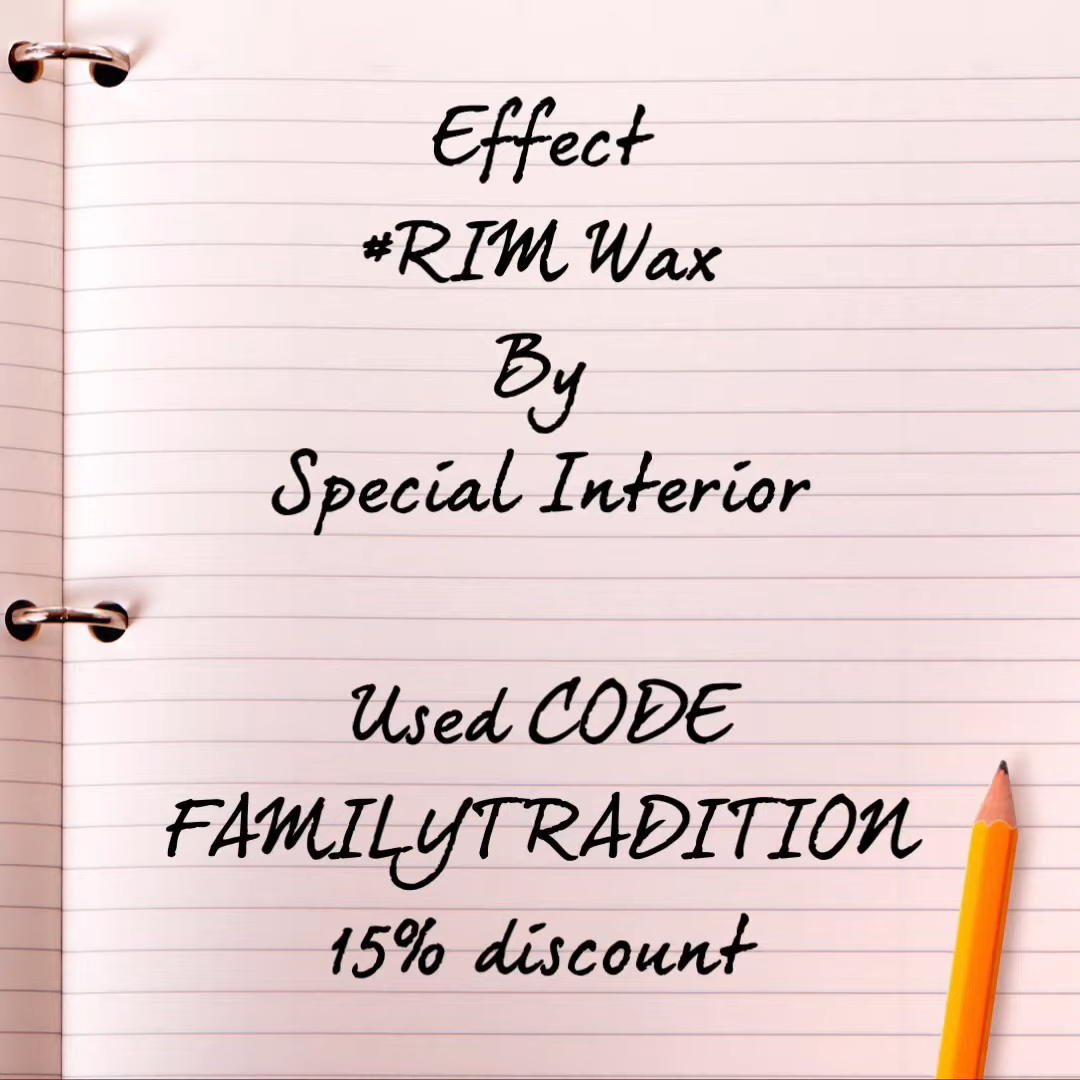 Effect
#RIM Wax
By
Special Interior
Used CODE
FAMILYTRADITION
15% discount